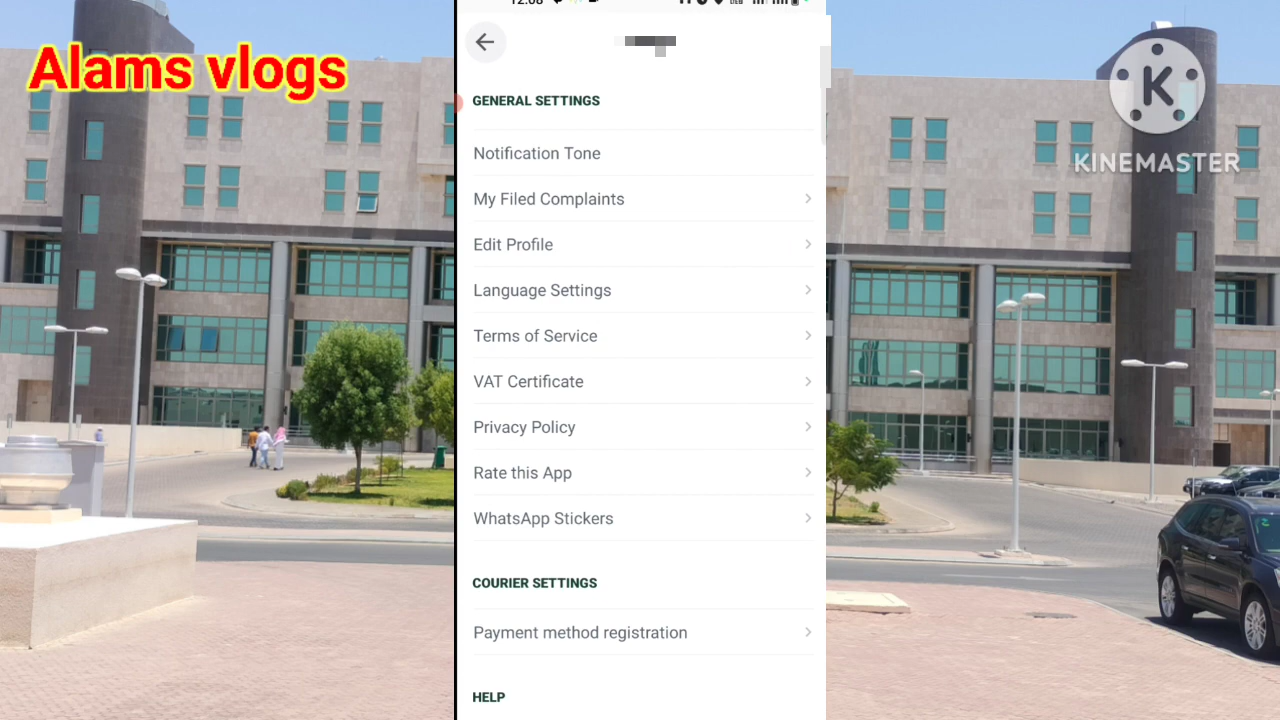 Alams vlogs
GENERAL SETTINGS
Notification Tone
My Filed Complaints
Edit Profile
Language Settings
Terms of Service
VAT Certificate
Privacy Policy
Rate this App
WhatsApp Stickers
COURIER SETTINGS
Payment method registration
HELP
K
KINEMASTER